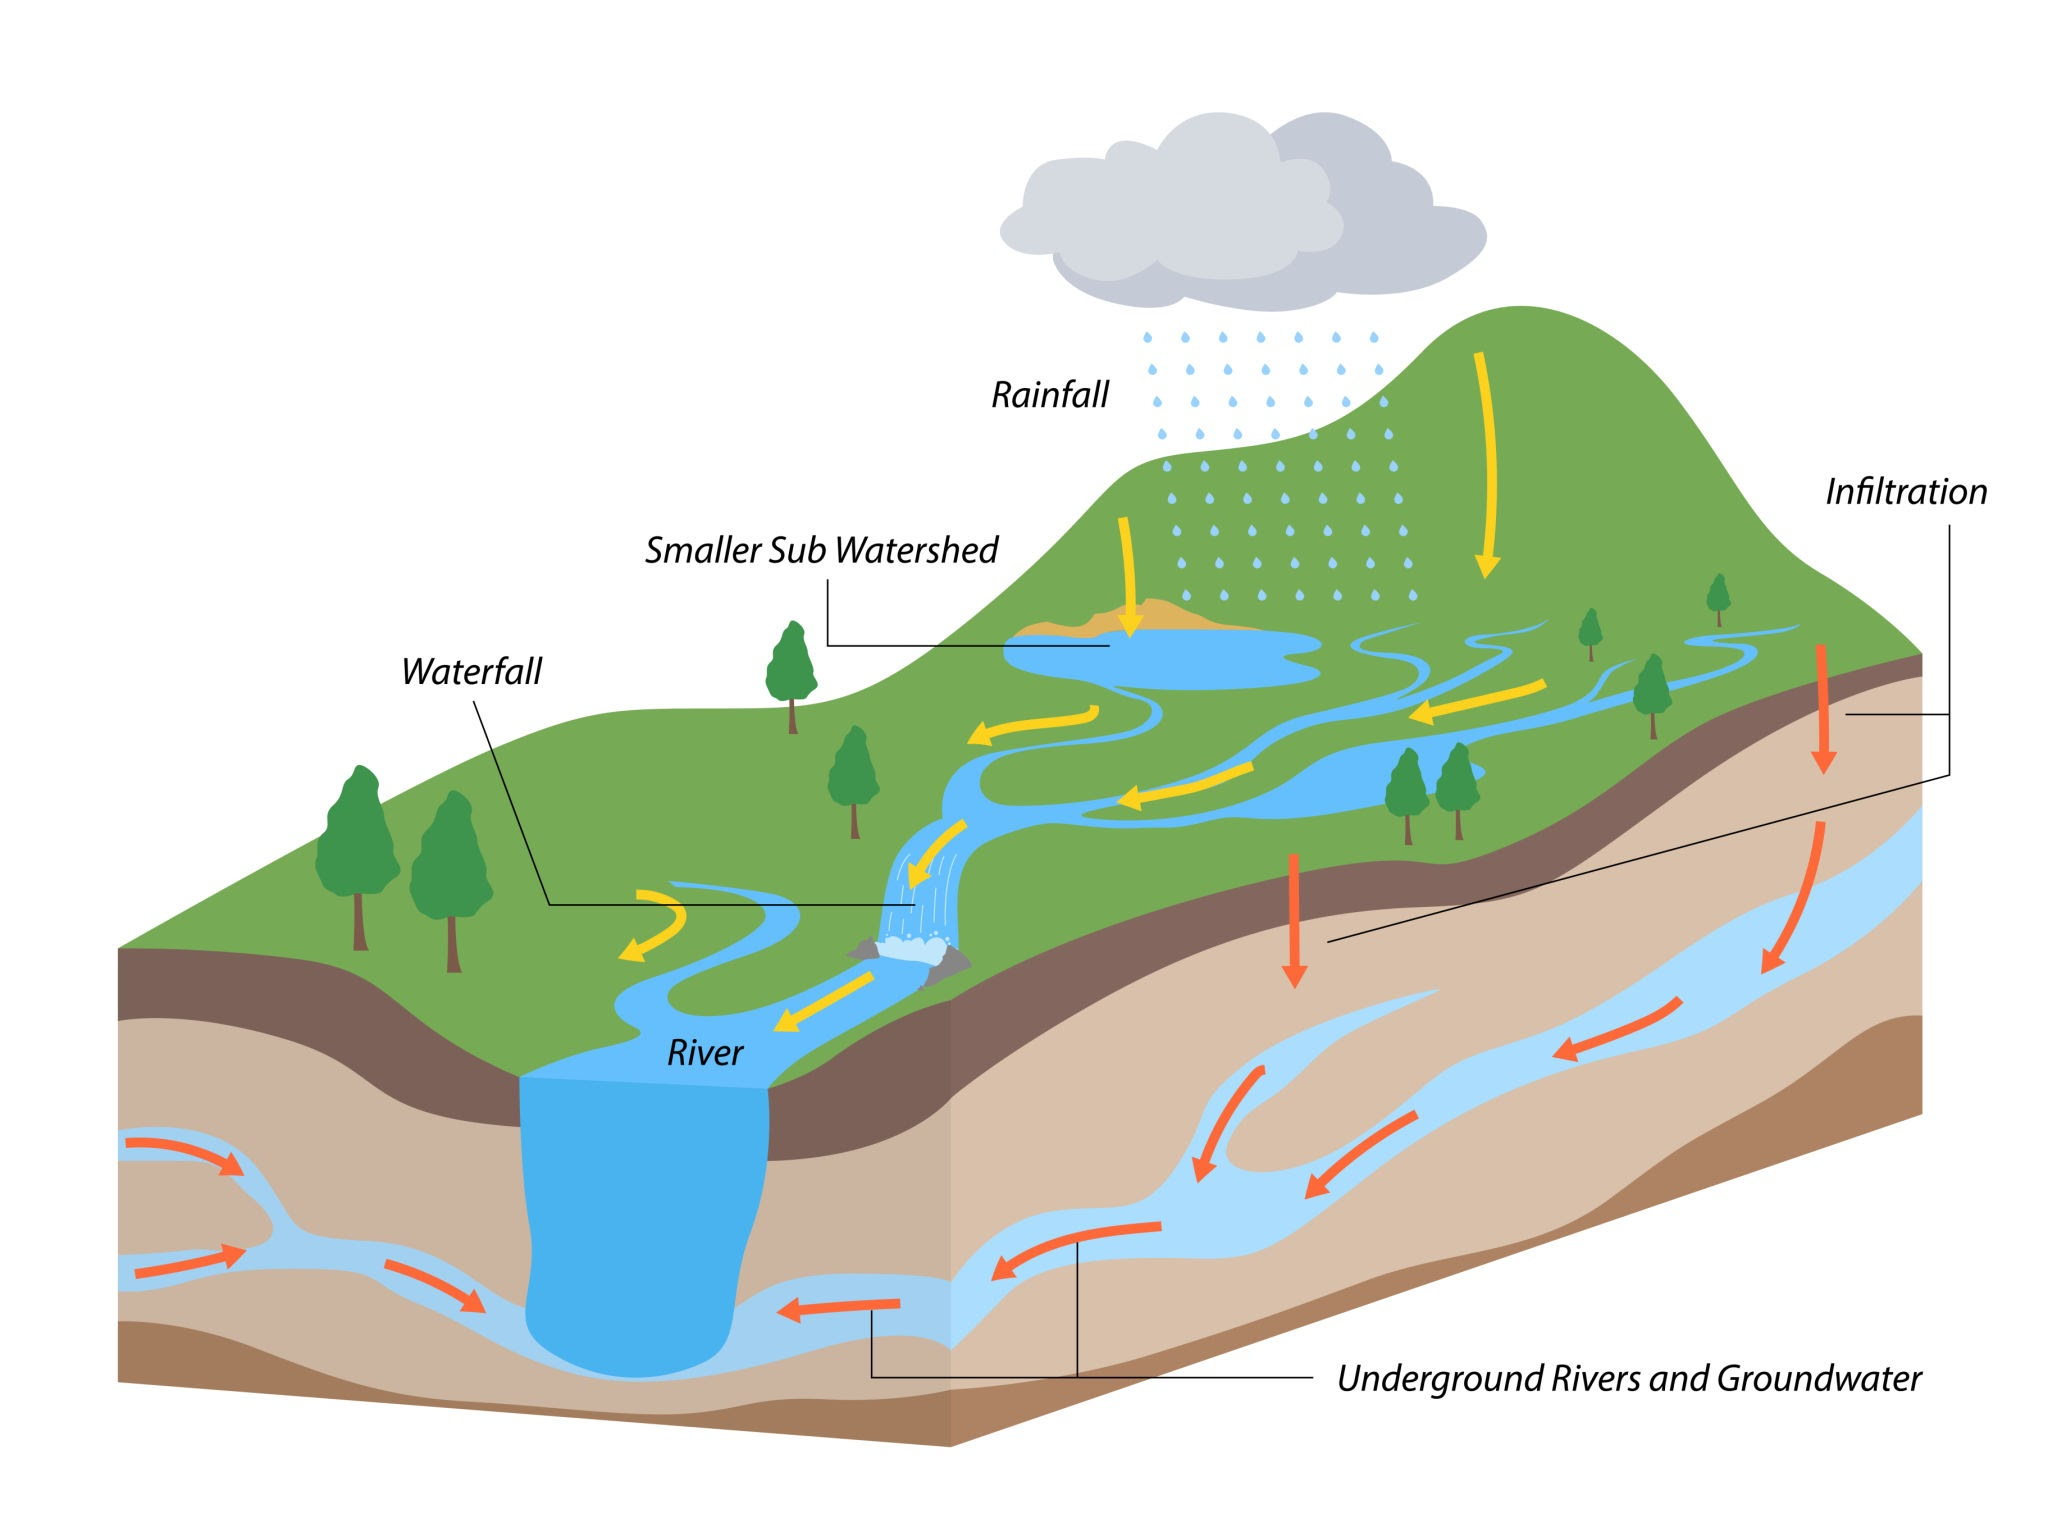 Rainfall
Infiltration
Smaller Sub Watershed
Waterfall
River
Underground Rivers and Groundwater